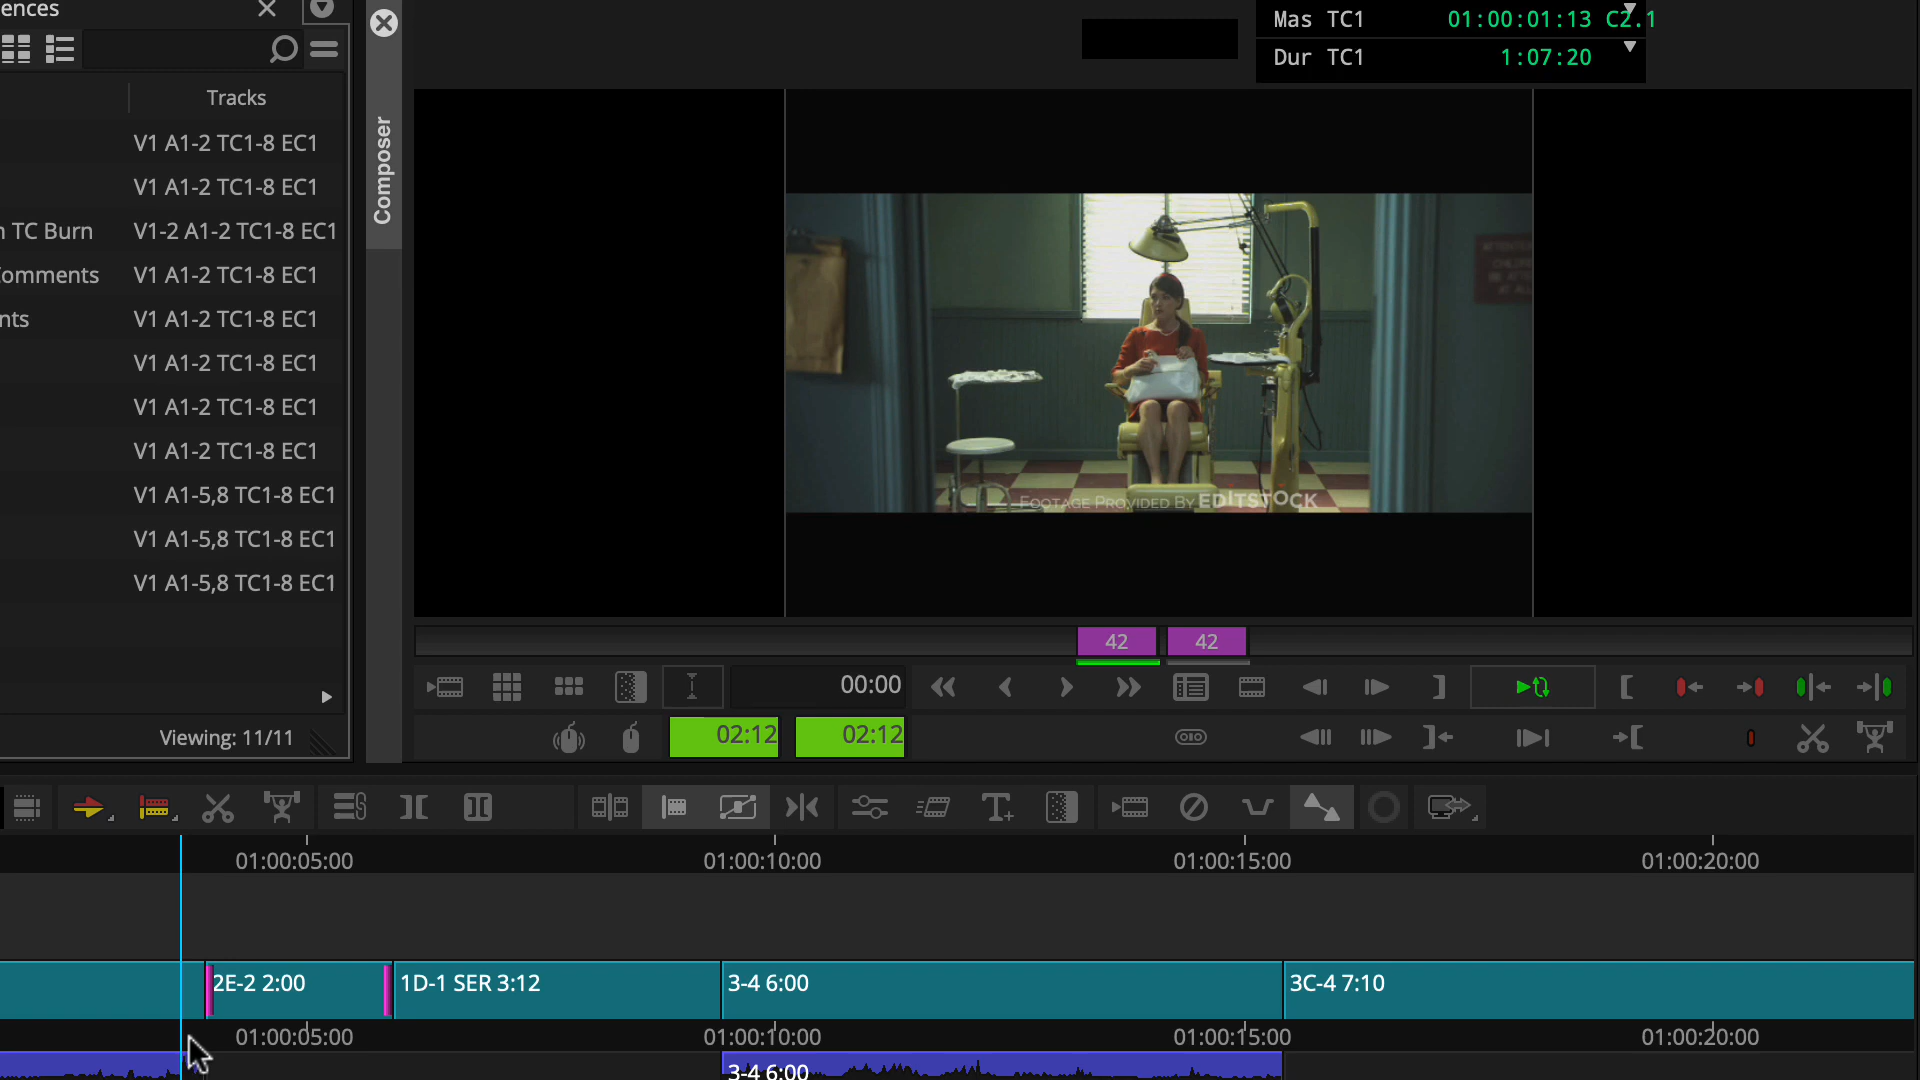 ences
Mas TC1 01:00:01:13 C2.1
Dur TC1 1:07:20
Tracks
Composer
V1 A1-2 TC1-8 EC1
V1 A1-2 TC1-8 EC1
n TC Burn V1-2 A1-2 TC1-8 EC1
Comments V1 A1-2 TC1-8 EC1
nts V1 A1-2 TC1-8 EC1
V1 A1-2 TC1-8 EC1
V1 A1-2 TC1-8 EC1
V1 A1-2 TC1-8 EC1
V1 A1-5,8 TC1-8 EC1
V1 A1-5,8 TC1-8 EC1
V1 A1-5,8 TC1-8 EC1
Viewing: 11/11
FOOTAGE PROVIDED BY EDITSTOCK
42 42
00:00
02:12 02:12
01:00:05:00 01:00:10:00 01:00:15:00 01:00:20:00
2E-2 2:00 1D-1 SER 3:12 3-4 6:00 3C-4 7:10
01:00:05:00 01:00:10:00 01:00:15:00 01:00:20:00
3-4 6:00